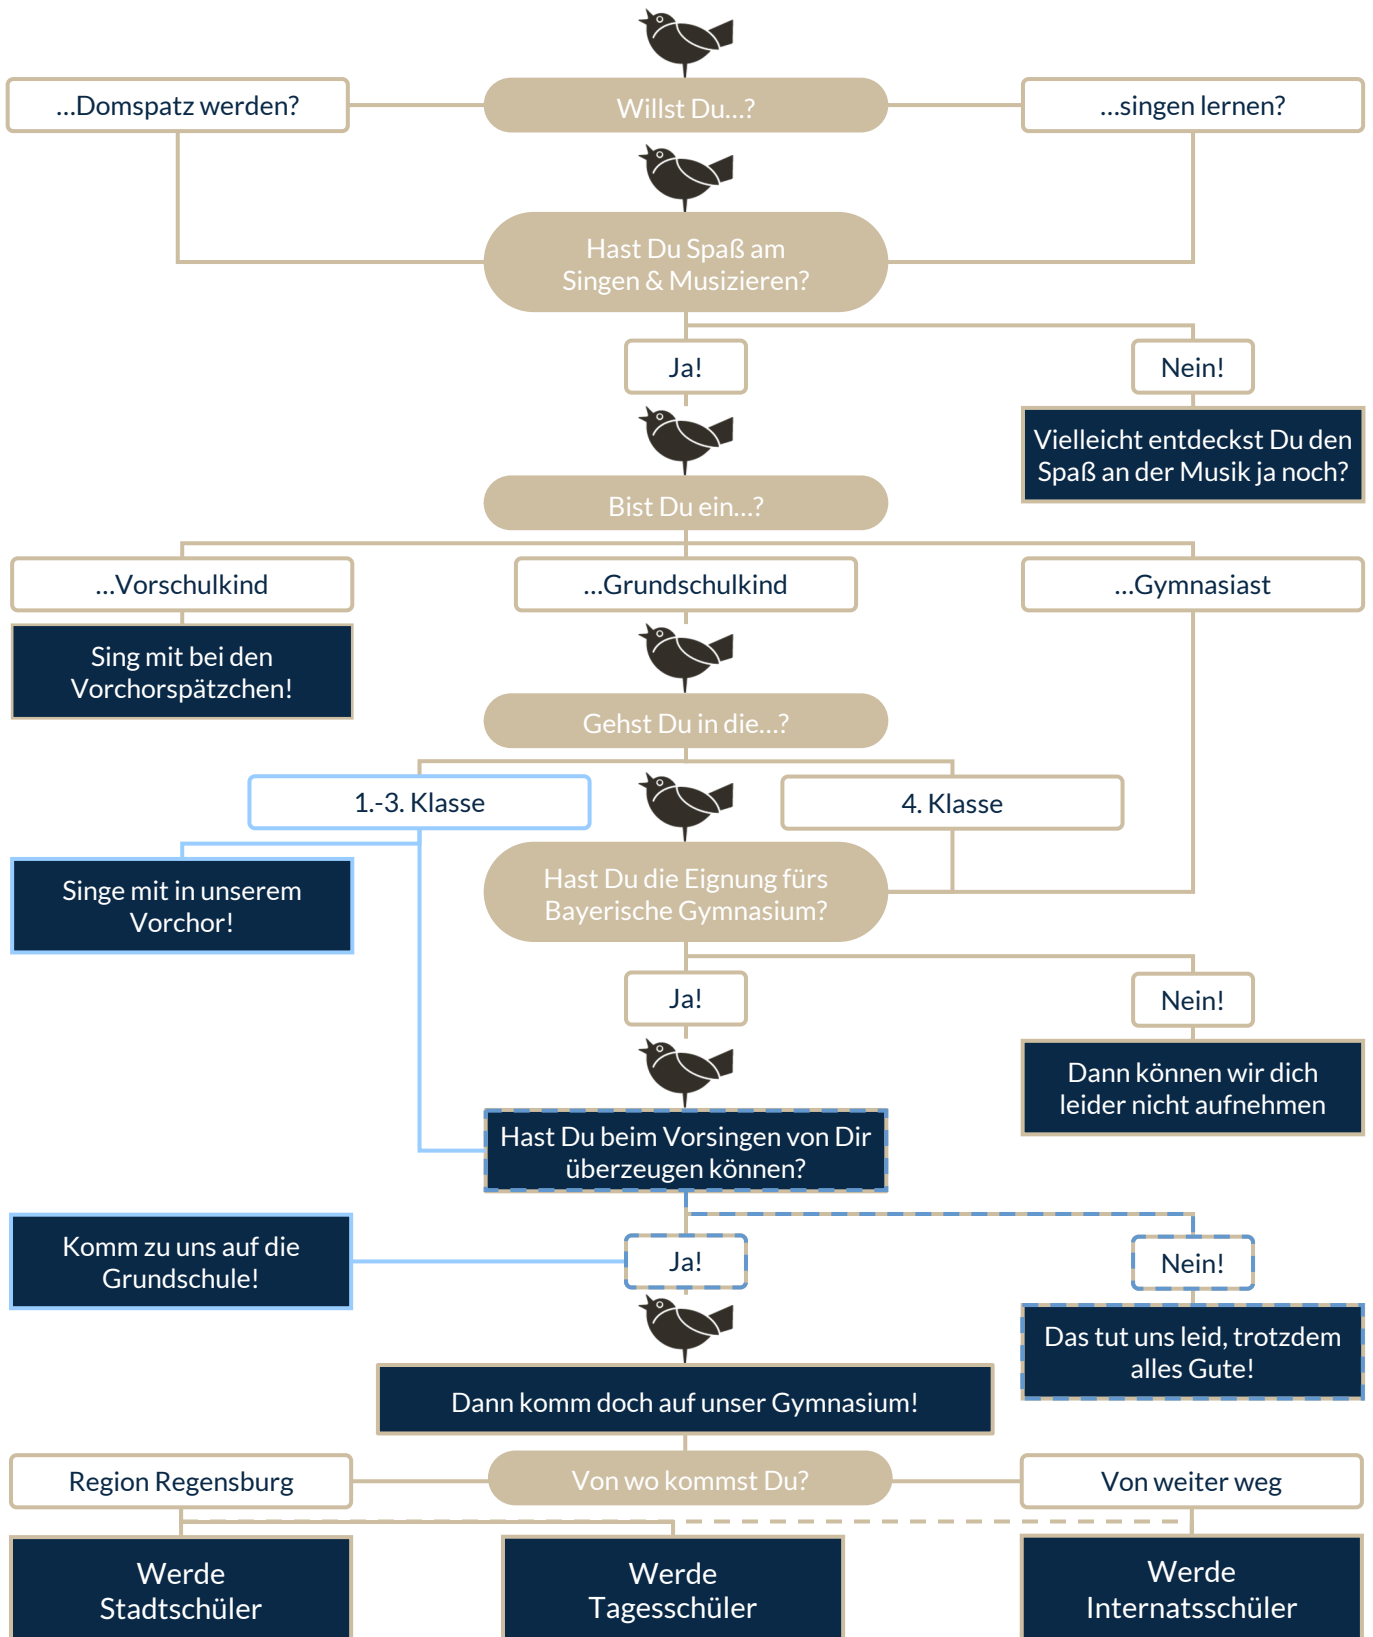 Willst Du...?
...Domspatz werden?
...singen lernen?
Hast Du Spaß am
Singen & Musizieren?
Ja!
Nein!
Vielleicht entdeckst Du den
Spaß an der Musik ja noch?
Bist Du ein...?
...Vorschulkind
...Grundschulkind
...Gymnasiast
Sing mit bei den
Vorchorspätzchen!
Gehst Du in die...?
1.-3. Klasse
4. Klasse
Singe mit in unserem
Vorchor!
Hast Du die Eignung fürs
Bayerische Gymnasium?
Ja!
Nein!
Dann können wir dich
leider nicht aufnehmen
Hast Du beim Vorsingen von Dir
überzeugen können?
Komm zu uns auf die
Grundschule!
Ja!
Nein!
Das tut uns leid, trotzdem
alles Gute!
Dann komm doch auf unser Gymnasium!
Region Regensburg
Von wo kommst Du?
Von weiter weg
Werde
Stadtschüler
Werde
Tagesschüler
Werde
Internatsschüler